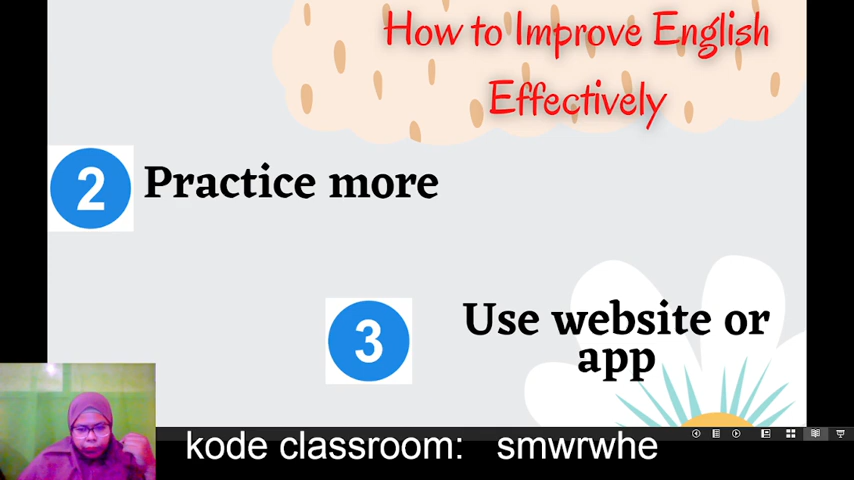 How to Improve English
Effectively
2 Practice more
3 Use website or
app
kode classroom: smwrwhe